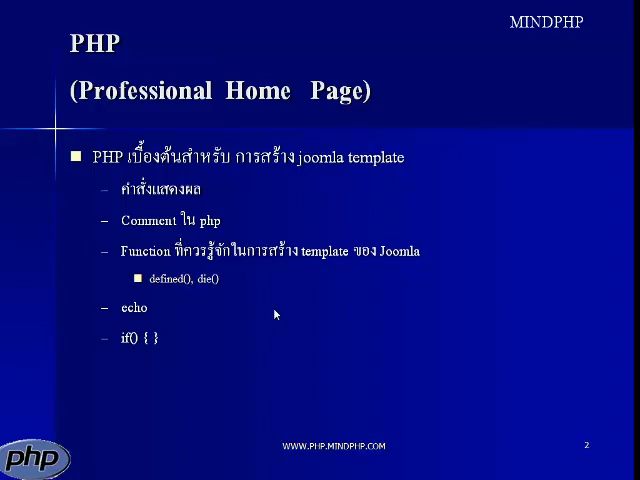 MINDPHP
PHP
(Professional Home Page)
PHP เบื้องต้นสำหรับ การสร้าง joomla template
– คำสั่งแสดงผล
– Comment ใน php
– Function ที่ควรรู้จักในการสร้าง template ของ Joomla
defined(), die()
– echo
– if() { }
php
WWW.PHP.MINDPHP.COM
2